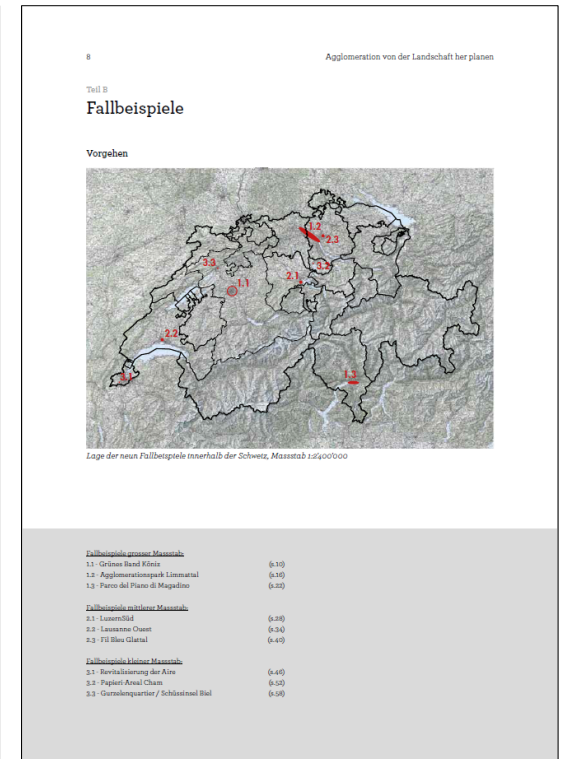 8 Agglomeration von der Landschaft her planen
Teil B
Fallbeispiele
Vorgehen
1.2
2.3
3.3
3.2
2.1
1.1
2.2
3.1
1.3
Lage der neun Fallbeispiele innerhalb der Schweiz, Massstab 1:2'400'000
Fallbeispiele grosser Massstab:
1.1 - Grünes Band Köniz (s.10)
1.2 - Agglomerationspark Limmattal (s.16)
1.3 - Parco del Piano di Magadino (s.22)
Fallbeispiele mittlerer Massstab:
2.1 - LuzernSüd (s.28)
2.2 - Lausanne Ouest (s.34)
2.3 - Fil Bleu Glattal (s.40)
Fallbeispiele kleiner Massstab:
3.1 - Revitalisierung der Aire (s.46)
3.2 - Papieri-Areal Cham (s.52)
3.3 - Gurzelenquartier / Schüssinsel Biel (s.58)